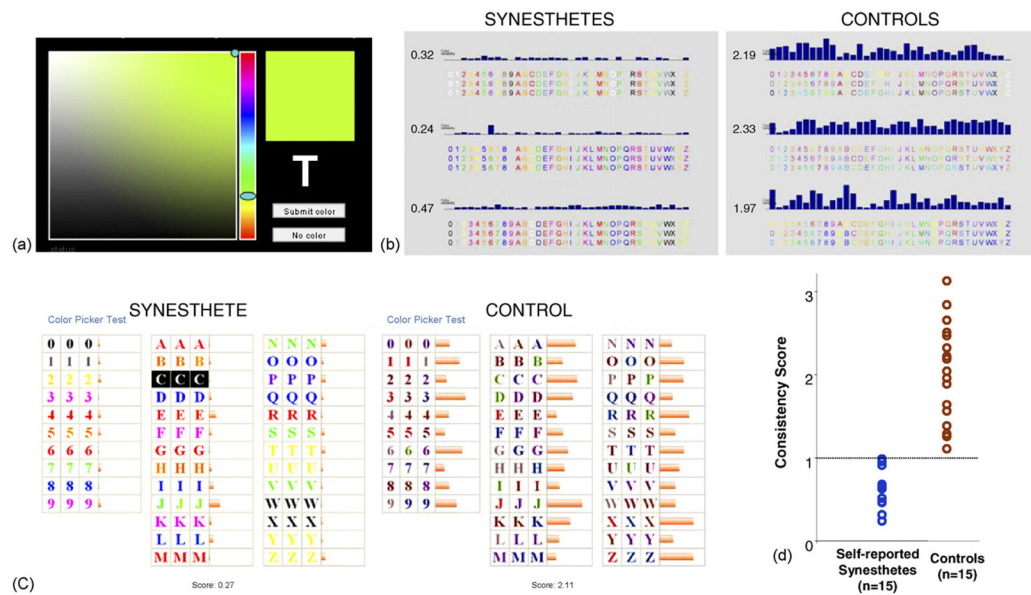 (a)
T
Submit color
No color
status
SYNESTHETES
CONTROLS
0.32
0.24
0.47
2.19
2.33
1.97
(b)
SYNESTHETE
CONTROL
Color Picker Test
0 0 0 A A A N N N
1 1 1 B B B O O O
2 2 2 C C C P P P
3 3 3 D D D Q Q Q
4 4 4 E E E R R R
5 5 5 F F F S S S
6 6 6 G G G T T T
7 7 7 H H H U U U
8 8 8 I I I V V V
9 9 9 J J J W W W
K K K X X X
L L L Y Y Y
M M M Z Z Z
Score: 0.27
Color Picker Test
0 0 0 A A A N N N
1 1 1 B B B O O O
2 2 2 C C C P P P
3 3 3 D D D Q Q Q
4 4 4 E E E R R R
5 5 5 F F F S S S
6 6 6 G G G T T T
7 7 7 H H H U U U
8 8 8 I I I V V V
9 9 9 J J J W W W
K K K X X X
L L L Y Y Y
M M M Z Z Z
Score: 2.11
(C)
Consistency Score
3
2
1
0
(d)
Self-reported
Synesthetes
(n=15)
Controls
(n=15)